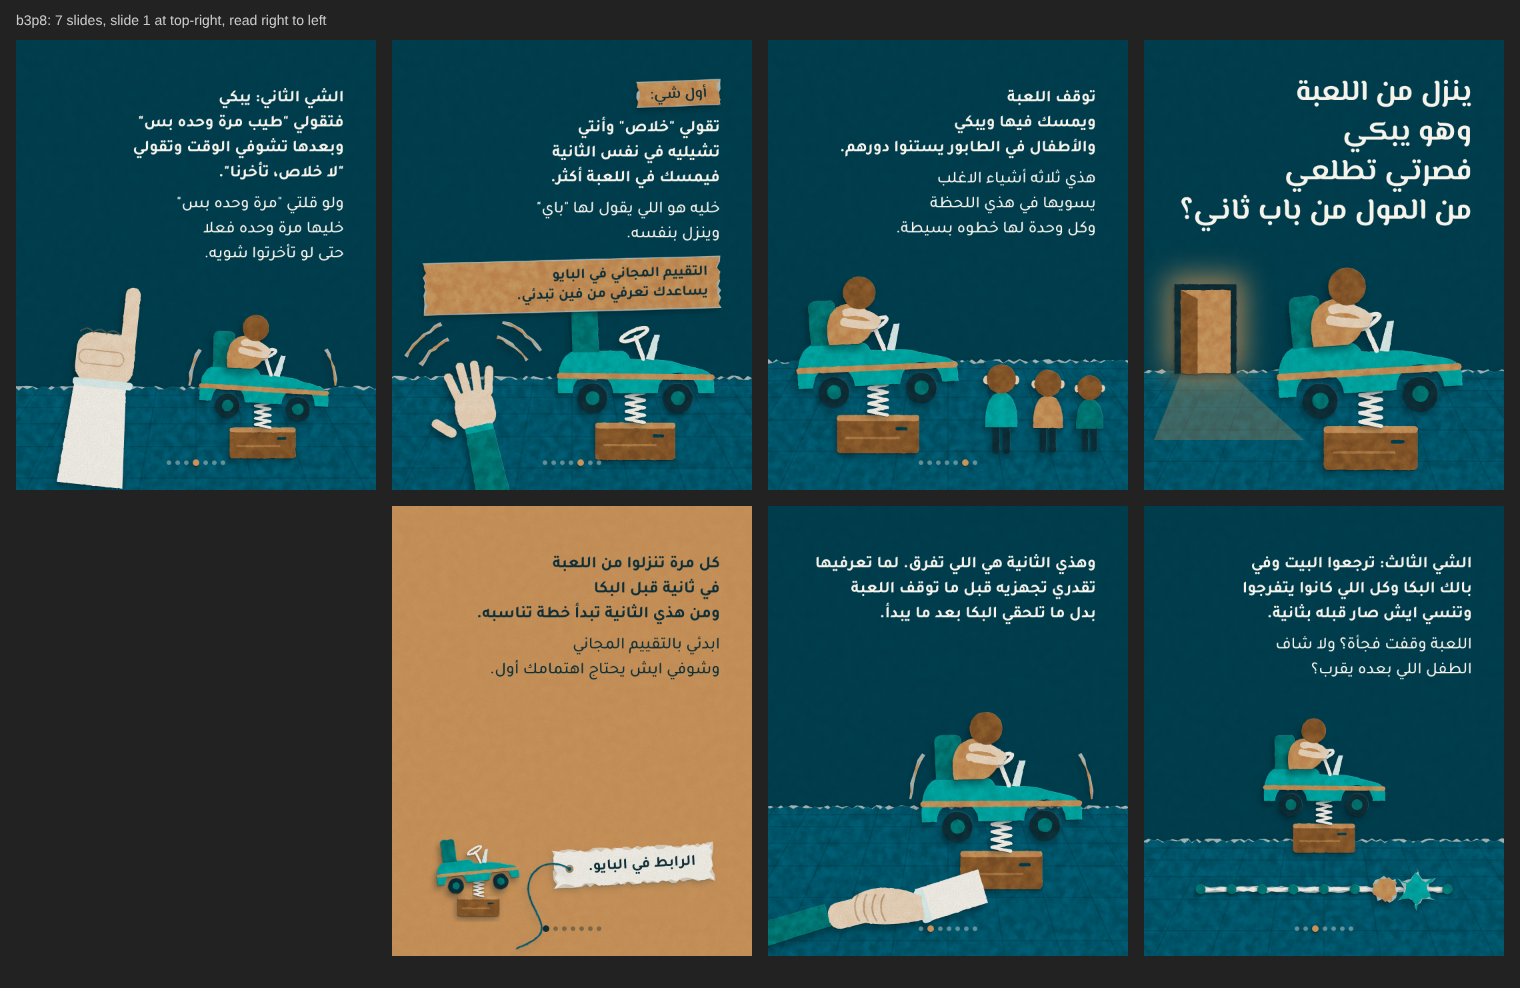 b3p8: 7 slides, slide 1 at top-right, read right to left
ينزل من اللعبة
وهو يبكي
فصرتي تطلعي
من المول من باب ثاني؟
توقف اللعبة
ويمسك فيها ويبكي
والأطفال في الطابور يستنوا دورهم.
هذي ثلاثه أشياء الاغلب
يسويها في هذي اللحظة
وكل وحدة لها خطوه بسيطة.
أول شي:
تقولي "خلاص" وأنتي
تشيليه في نفس الثانية
فيمسك في اللعبة أكثر.
خليه هو اللي يقول لها "باي"
وينزل بنفسه.
التقييم المجاني في البايو
يساعدك تعرفي من فين تبدئي.
الشي الثاني: يبكي
فتقولي "طيب مرة وحده بس"
وبعدها تشوفي الوقت وتقولي
"لا خلاص، تأخرنا".
ولو قلتي "مرة وحده بس"
خليها مرة وحده فعلا
حتى لو تأخرتوا شويه.
الشي الثالث: ترجعوا البيت وفي
بالك البكا وكل اللي كانوا يتفرجوا
وتنسي ايش صار قبله بثانية.
اللعبة وقفت فجأة؟ ولا شاف
الطفل اللي بعده يقرب؟
وهذي الثانية هي اللي تفرق. لما تعرفيها
تقدري تجهزيه قبل ما توقف اللعبة
بدل ما تلحقي البكا بعد ما يبدأ.
كل مرة تنزلوا من اللعبة
في ثانية قبل البكا
ومن هذي الثانية تبدأ خطة تناسبه.
ابدئي بالتقييم المجاني
وشوفي ايش يحتاج اهتمامك أول.
الرابط في البايو.